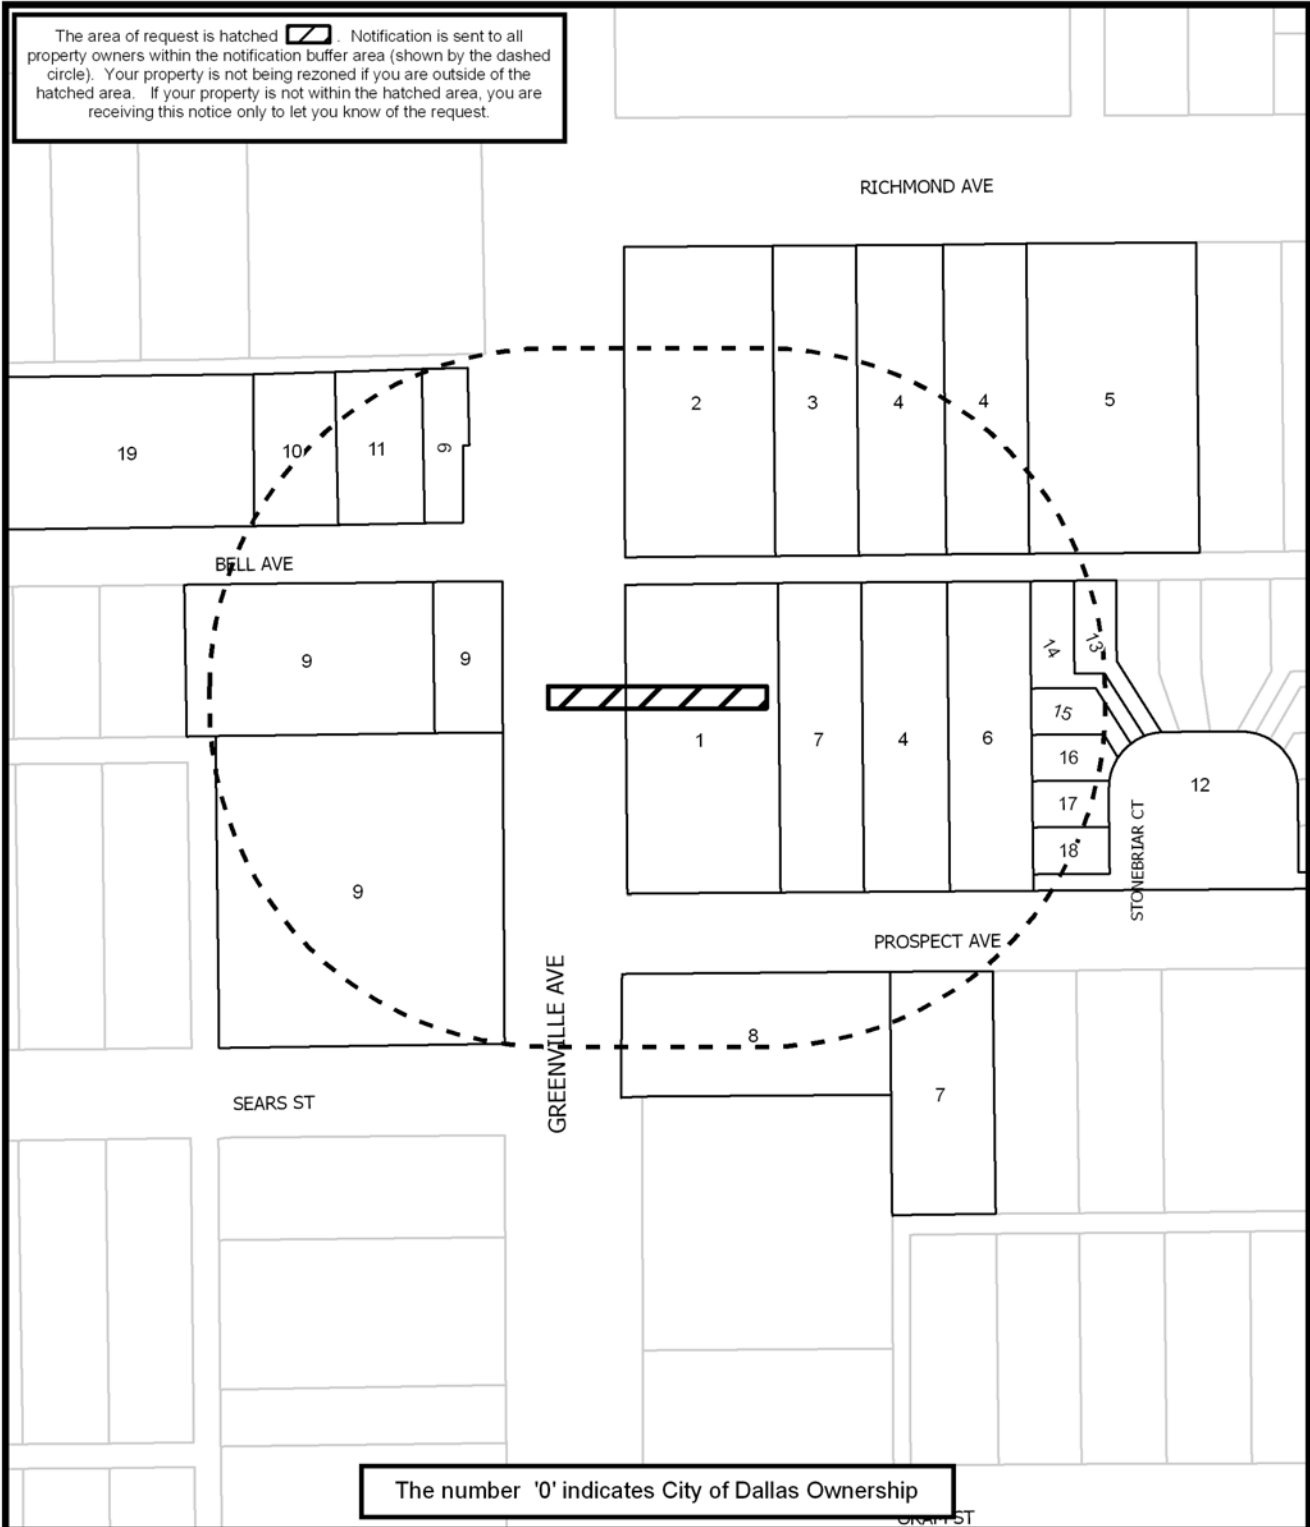 The area of request is hatched . Notification is sent to all
property owners within the notification buffer area (shown by the dashed
circle). Your property is not being rezoned if you are outside of the
hatched area. If your property is not within the hatched area, you are
receiving this notice only to let you know of the request.
RICHMOND AVE
2
3
4
4
5
19
10
11
9
BELL AVE
9
9
14
13
15
1
7
4
6
16
12
17
18
STONEBRIAR CT
9
PROSPECT AVE
GREENVILLE AVE
8
7
SEARS ST
The number '0' indicates City of Dallas Ownership